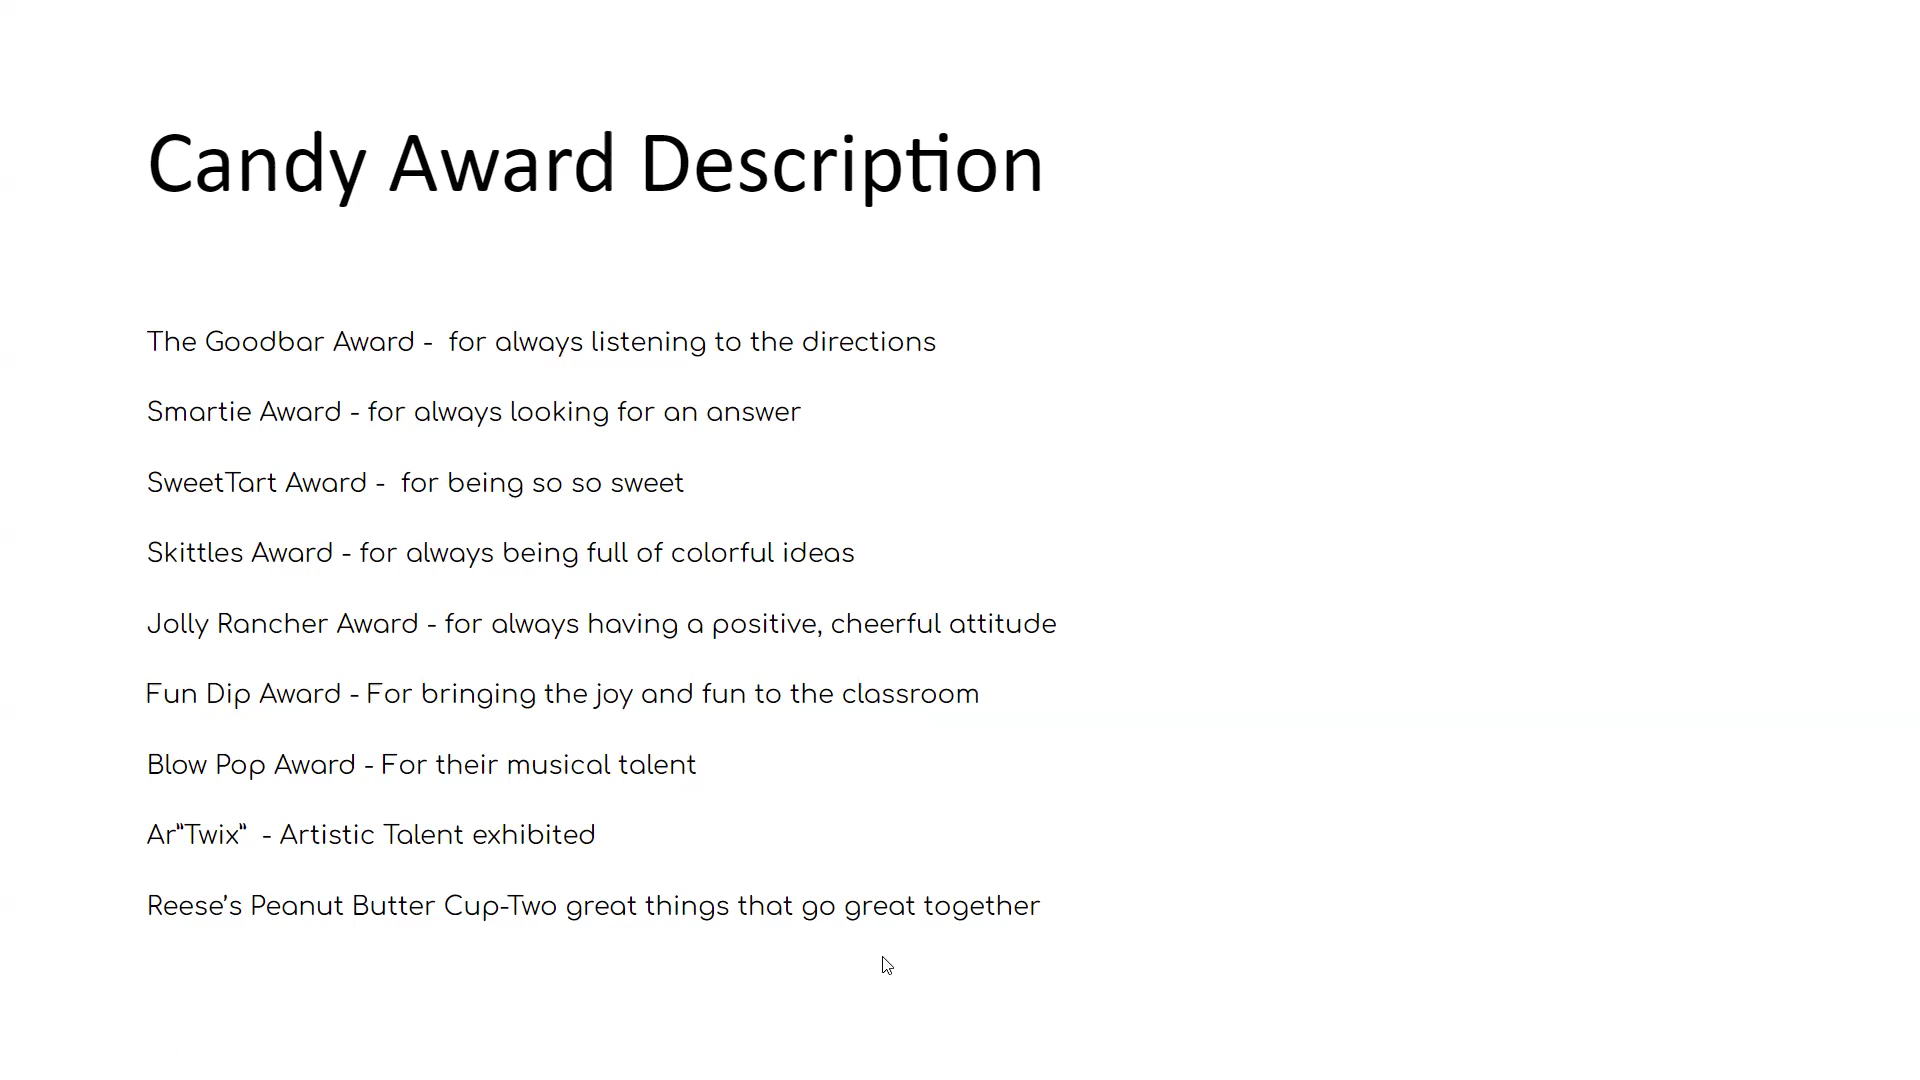 Candy Award Description
The Goodbar Award -  for always listening to the directions
Smartie Award - for always looking for an answer
SweetTart Award -  for being so so sweet
Skittles Award - for always being full of colorful ideas
Jolly Rancher Award - for always having a positive, cheerful attitude
Fun Dip Award - For bringing the joy and fun to the classroom
Blow Pop Award - For their musical talent
Ar”Twix”  - Artistic Talent exhibited
Reese’s Peanut Butter Cup-Two great things that go great together